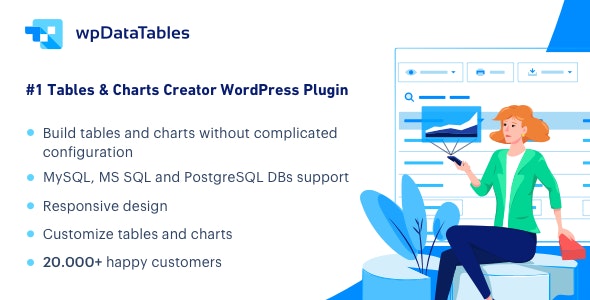 wpDataTables
#1 Tables & Charts Creator WordPress Plugin
Build tables and charts without complicated
configuration
MySQL, MS SQL and PostgreSQL DBs support
Responsive design
Customize tables and charts
20.000+ happy customers